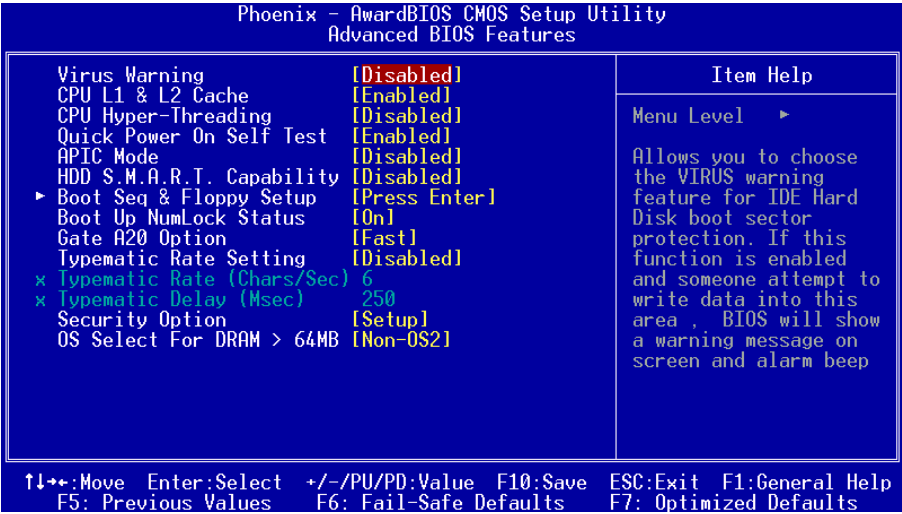 Phoenix - AwardBIOS CMOS Setup Utility
Advanced BIOS Features
Virus Warning [Disabled]
CPU L1 & L2 Cache [Enabled]
CPU Hyper-Threading [Disabled]
Quick Power On Self Test [Enabled]
APIC Mode [Disabled]
HDD S.M.A.R.T. Capability [Disabled]
► Boot Seq & Floppy Setup [Press Enter]
Boot Up NumLock Status [On]
Gate A20 Option [Fast]
Typematic Rate Setting [Disabled]
x Typematic Rate (Chars/Sec) 6
x Typematic Delay (Msec) 250
Security Option [Setup]
OS Select For DRAM > 64MB [Non-OS2]
Item Help
Menu Level ►
Allows you to choose
the VIRUS warning
feature for IDE Hard
Disk boot sector
protection. If this
function is enabled
and someone attempt to
write data into this
area , BIOS will show
a warning message on
screen and alarm beep
↑↓→←:Move Enter:Select +/-/PU/PD:Value F10:Save ESC:Exit F1:General Help
F5: Previous Values F6: Fail-Safe Defaults F7: Optimized Defaults